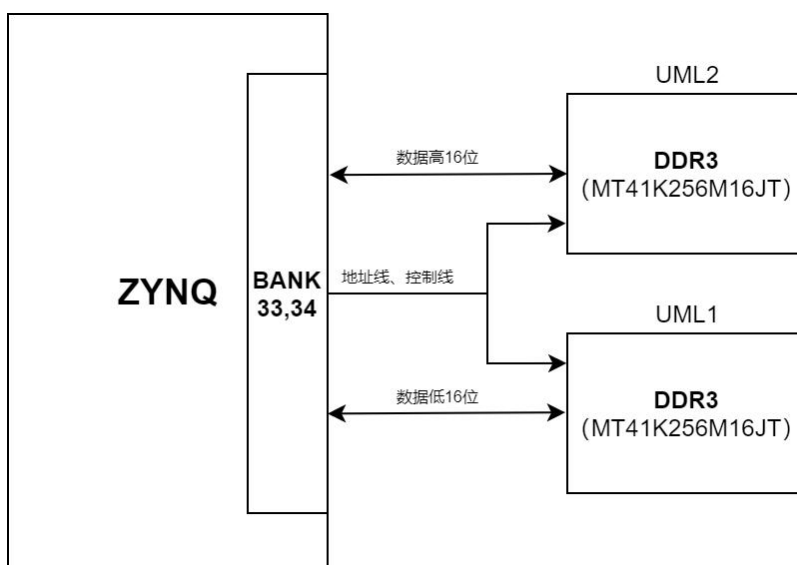 UML2
数据高16位
DDR3
(MT41K256M16JT)
ZYNQ
BANK
33,34
地址线、控制线
UML1
数据低16位
DDR3
(MT41K256M16JT)